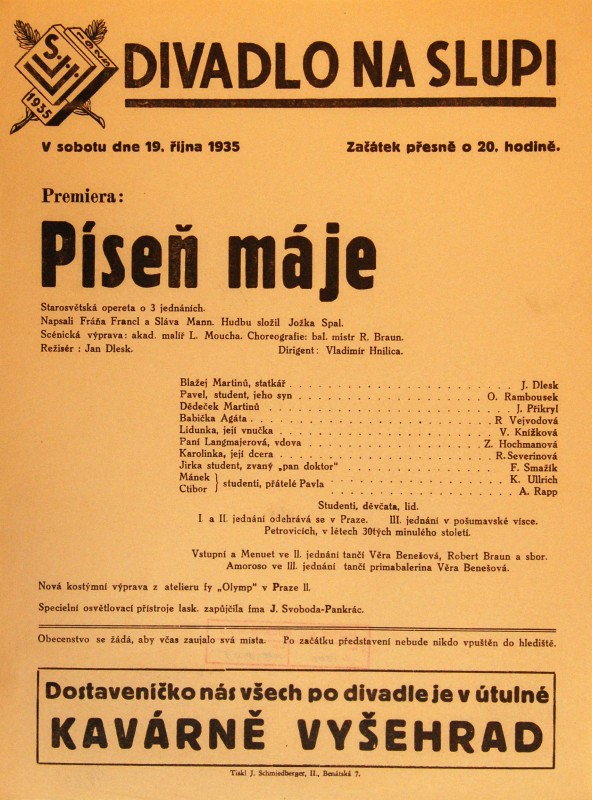 S.J.J.
1925
1935
DIVADLO NA SLUPI
V sobotu dne 19. října 1935 Začátek přesně o 20. hodině.
Premiera:
Píseň máje
Starosvětská opereta o 3 jednáních.
Napsali Fráňa Francl a Sláva Mann. Hudbu složil Jožka Spal.
Scénická výprava: akad. malíř L. Moucha. Choreografie: bal. mistr R. Braun.
Režisér : Jan Dlesk. Dirigent : Vladimír Hnilica.
Blažej Martinů, statkář . . . . . . . . . . . . . . . . . . . . J. Dlesk
Pavel, student, jeho syn . . . . . . . . . . . . . . . . O. Rambousek
Dědeček Martinů . . . . . . . . . . . . . . . . . . . J. Přikryl
Babička Agáta . . . . . . . . . . . . . . . . . . . R Vejvodová
Lidunka, její vnučka . . . . . . . . . . . . . . . . . . V. Knížková
Paní Langmajerová, vdova . . . . . . . . . . . . . . Z. Hochmanová
Karolinka, její dcera . . . . . . . . . . . . . . . . . R. Severinová
Jirka student, zvaný „pan doktor" . . . . . . . . . . . . . F. Smažík
Mánek } studenti, přátelé Pavla . . . . . . . . . . . . . K. Ullrich
Ctibor . . . . . . . . . . . . . A. Rapp
Studenti, děvčata, lid.
I. a II. jednání odehrává se v Praze. III. jednání v pošumavské vísce.
Petrovicích, v létech 30tých minulého století.
Vstupní a Menuet ve II. jednání tančí Věra Benešová, Robert Braun a sbor.
Amoroso ve III. jednání tančí primabalerina Věra Benešová.
Nová kostýmní výprava z atelieru fy „Olymp" v Praze II.
Specielní osvětlovací přístroje lask. zapůjčila fma J. Svoboda-Pankrác.
Obecenstvo se žádá, aby včas zaujalo svá místa. Po začátku představení nebude nikdo vpuštěn do hlediště.
Dostaveníčko nás všech po divadle je v útulné
KAVÁRNĚ VYŠEHRAD
Tiskl J. Schmiedberger, II., Benátská 7.